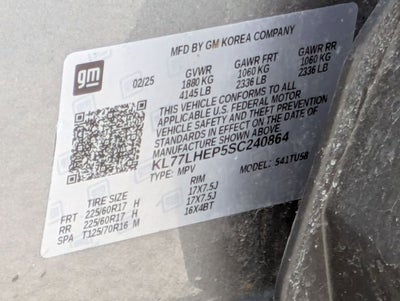 gm
MFD BY GM KOREA COMPANY
02/25 GVWR GAWR FRT GAWR RR
1880 KG 1060 KG 1060 KG
4145 LB 2336 LB 2336 LB
THIS VEHICLE CONFORMS TO ALL
APPLICABLE U.S. FEDERAL MOTOR
VEHICLE SAFETY AND THEFT PREVENTION
STANDARDS IN EFFECT ON THE DATE OF
MANUFACTURE SHOWN ABOVE.
KL77LHEP5SC240864
TYPE: MPV MODEL: 541TU58
TIRE SIZE RIM
FRT 225/60R17 H 17X7.5J
RR 225/60R17 H 17X7.5J
SPA T125/70R16 M 16X4BT